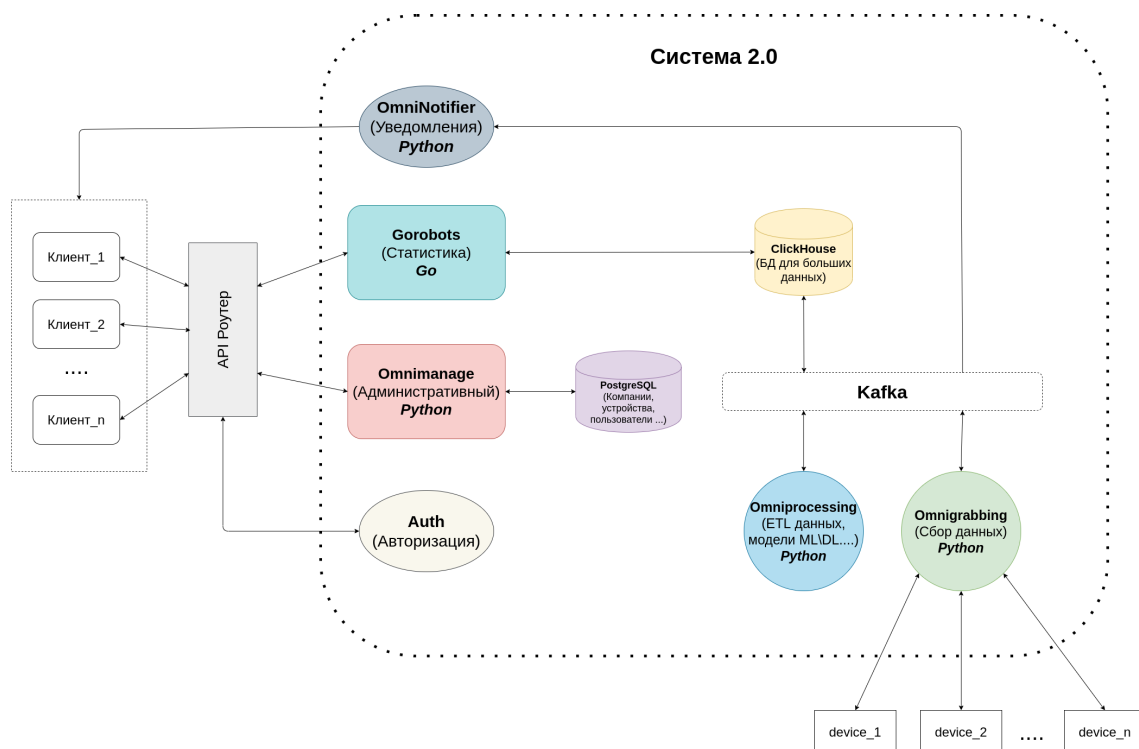 Система 2.0
OmniNotifier
(Уведомления)
Python
Gorobots
(Статистика)
Go
ClickHouse
(БД для больших
данных)
Клиент_1
Клиент_2
....
Клиент_n
API Роутер
Omnimanage
(Административный)
Python
PostgreSQL
(Компании,
устройства,
пользователи ...)
Kafka
Auth
(Авторизация)
Omniprocessing
(ETL данных,
модели ML\DL....)
Python
Omnigrabbing
(Сбор данных)
Python
device_1
device_2
....
device_n